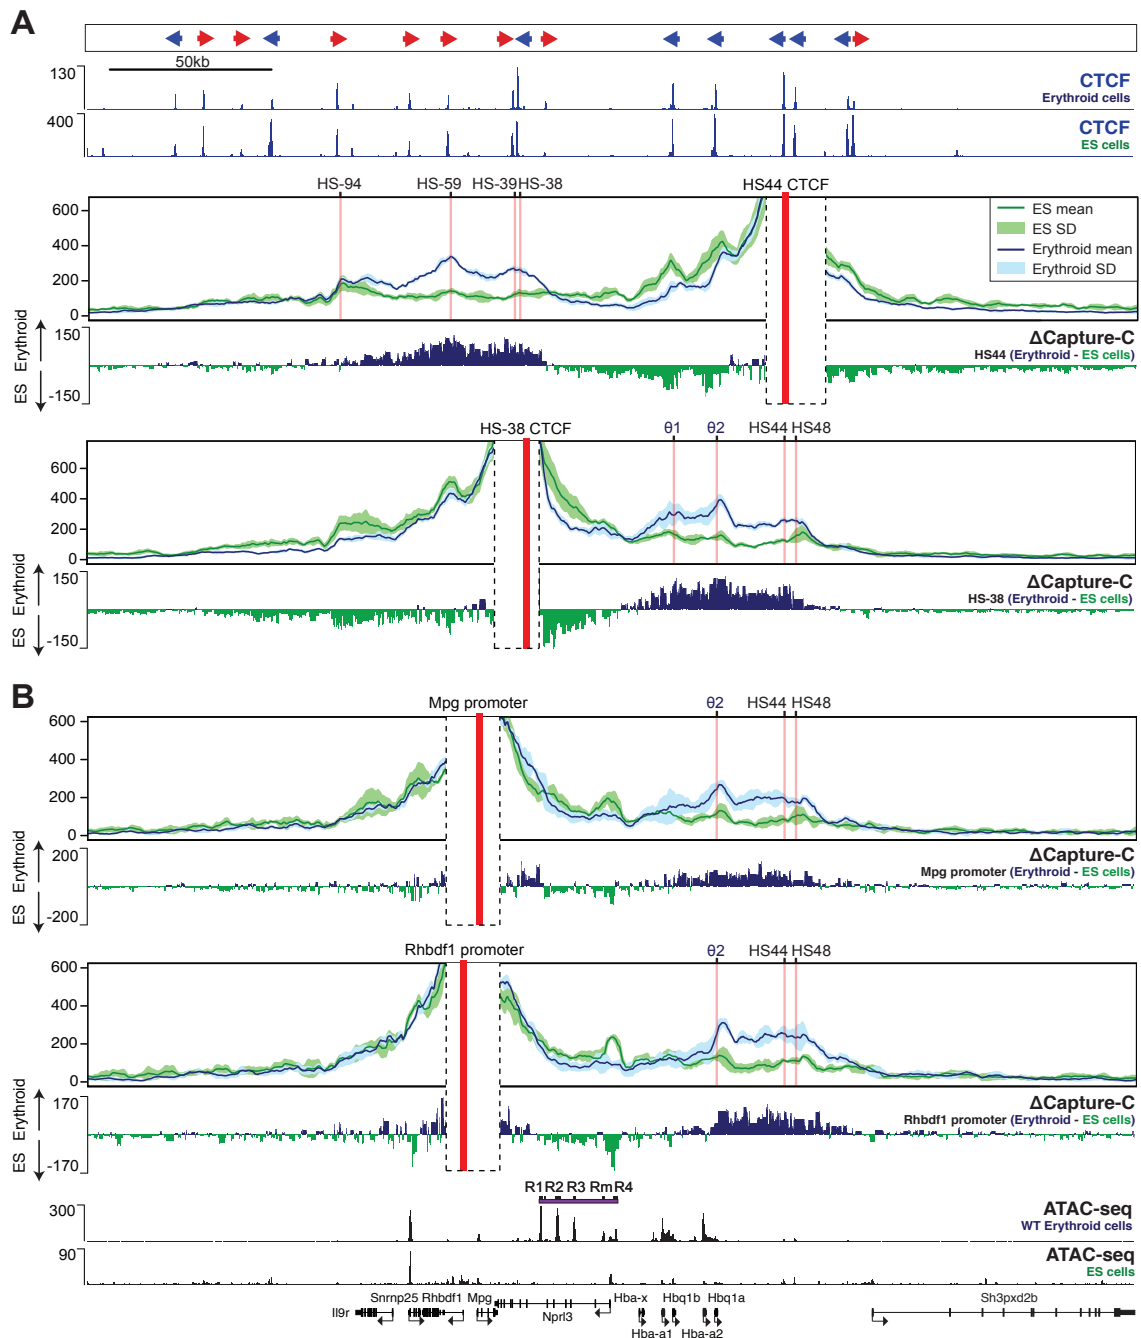 A
50kb
130
CTCF
Erythroid cells
400
CTCF
ES cells
HS-94 HS-59 HS-39 HS-38 HS44 CTCF
600
400
200
0
ES mean
ES SD
Erythroid mean
Erythroid SD
ES Erythroid
150
-150
ΔCapture-C
HS44 (Erythroid - ES cells)
HS-38 CTCF θ1 θ2 HS44 HS48
600
400
200
0
ES Erythroid
150
-150
ΔCapture-C
HS-38 (Erythroid - ES cells)
B
Mpg promoter θ2 HS44 HS48
600
400
200
0
ES Erythroid
200
-200
ΔCapture-C
Mpg promoter (Erythroid - ES cells)
Rhbdf1 promoter θ2 HS44 HS48
600
400
200
0
ES Erythroid
170
-170
ΔCapture-C
Rhbdf1 promoter (Erythroid - ES cells)
R1 R2 R3 Rm R4
300
ATAC-seq
WT Erythroid cells
90
ATAC-seq
ES cells
Snrnp25 Rhbdf1 Mpg Hba-x Hbq1b Hbq1a Sh3pxd2b
Il9r Nprl3
Hba-a1 Hba-a2